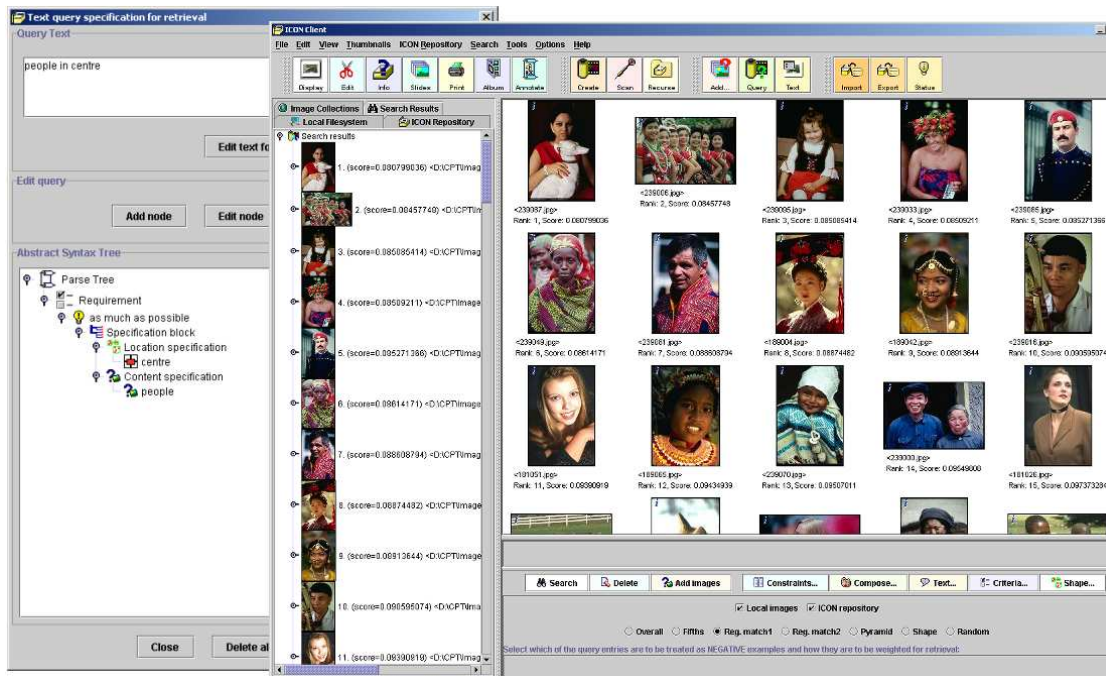 Text query specification for retrieval
Query Text
people in centre
Edit text fo
Edit query
Add node
Edit node
Abstract Syntax Tree
Parse Tree
Requirement
as much as possible
Specification block
Location specification
centre
Content specification
people
Close
Delete al
ICON Client
File Edit View Thumbnails ICON Repository Search Tools Options Help
Display Edit Info Slides Print Album Annotate Create Scan Recurse Add... Query Text Import Export Status
Image Collections Search Results
Local Filesystem ICON Repository
Search results
1. (score=0.080799036) <D:\CPT\Imag
2. (score=0.08457748) <D:\CPT\Im
3. (score=0.085085414) <D:\CPT\Imag
4. (score=0.08509211) <D:\CPT\Image
5. (score=0.085271366) <D:\CPT\Imag
6. (score=0.08614171) <D:\CPT\Image
7. (score=0.088608794) <D:\CPT\Imag
8. (score=0.08874482) <D:\CPT\Image
9. (score=0.08913644) <D:\CPT\Image
10. (score=0.090595074) <D:\CPT\Ima
11. (score=0.09390919) <D:\CPT\Imag
<239087.jpg>
Rank: 1, Score: 0.080799036
<239006.jpg>
Rank: 2, Score: 0.08457748
<239095.jpg>
Rank: 3, Score: 0.085085414
<239033.jpg>
Rank: 4, Score: 0.08509211
<239085.jpg>
Rank: 5, Score: 0.085271366
<239049.jpg>
Rank: 6, Score: 0.08614171
<239081.jpg>
Rank: 7, Score: 0.088608794
<189004.jpg>
Rank: 8, Score: 0.08874482
<189042.jpg>
Rank: 9, Score: 0.08913644
<239016.jpg>
Rank: 10, Score: 0.090595074
<181051.jpg>
Rank: 11, Score: 0.09390919
<189065.jpg>
Rank: 12, Score: 0.09434939
<239070.jpg>
Rank: 13, Score: 0.09507011
<239003.jpg>
Rank: 14, Score: 0.09549008
<181026.jpg>
Rank: 15, Score: 0.097373284
Search Delete Add images Constraints... Compose... Text... Criteria... Shape...
Local images ICON repository
Overall Fifths Reg. match1 Reg. match2 Pyramid Shape Random
Select which of the query entries are to be treated as NEGATIVE examples and how they are to be weighted for retrieval: